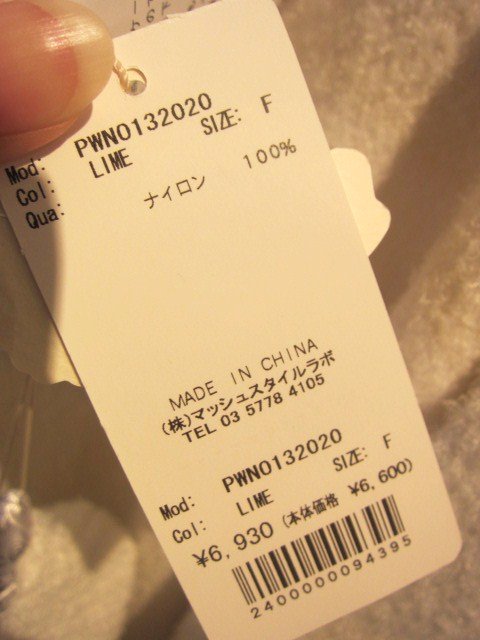 Mod: PWNO132020
Col: LIME SIZE: F
Qua: ナイロン 100%
MADE IN CHINA
(株)マッシュスタイルラボ
TEL 03 5778 4105
Mod: PWNO132020
Col: LIME SIZE: F
¥6,930 (本体価格 ¥6,600)
2400000094395